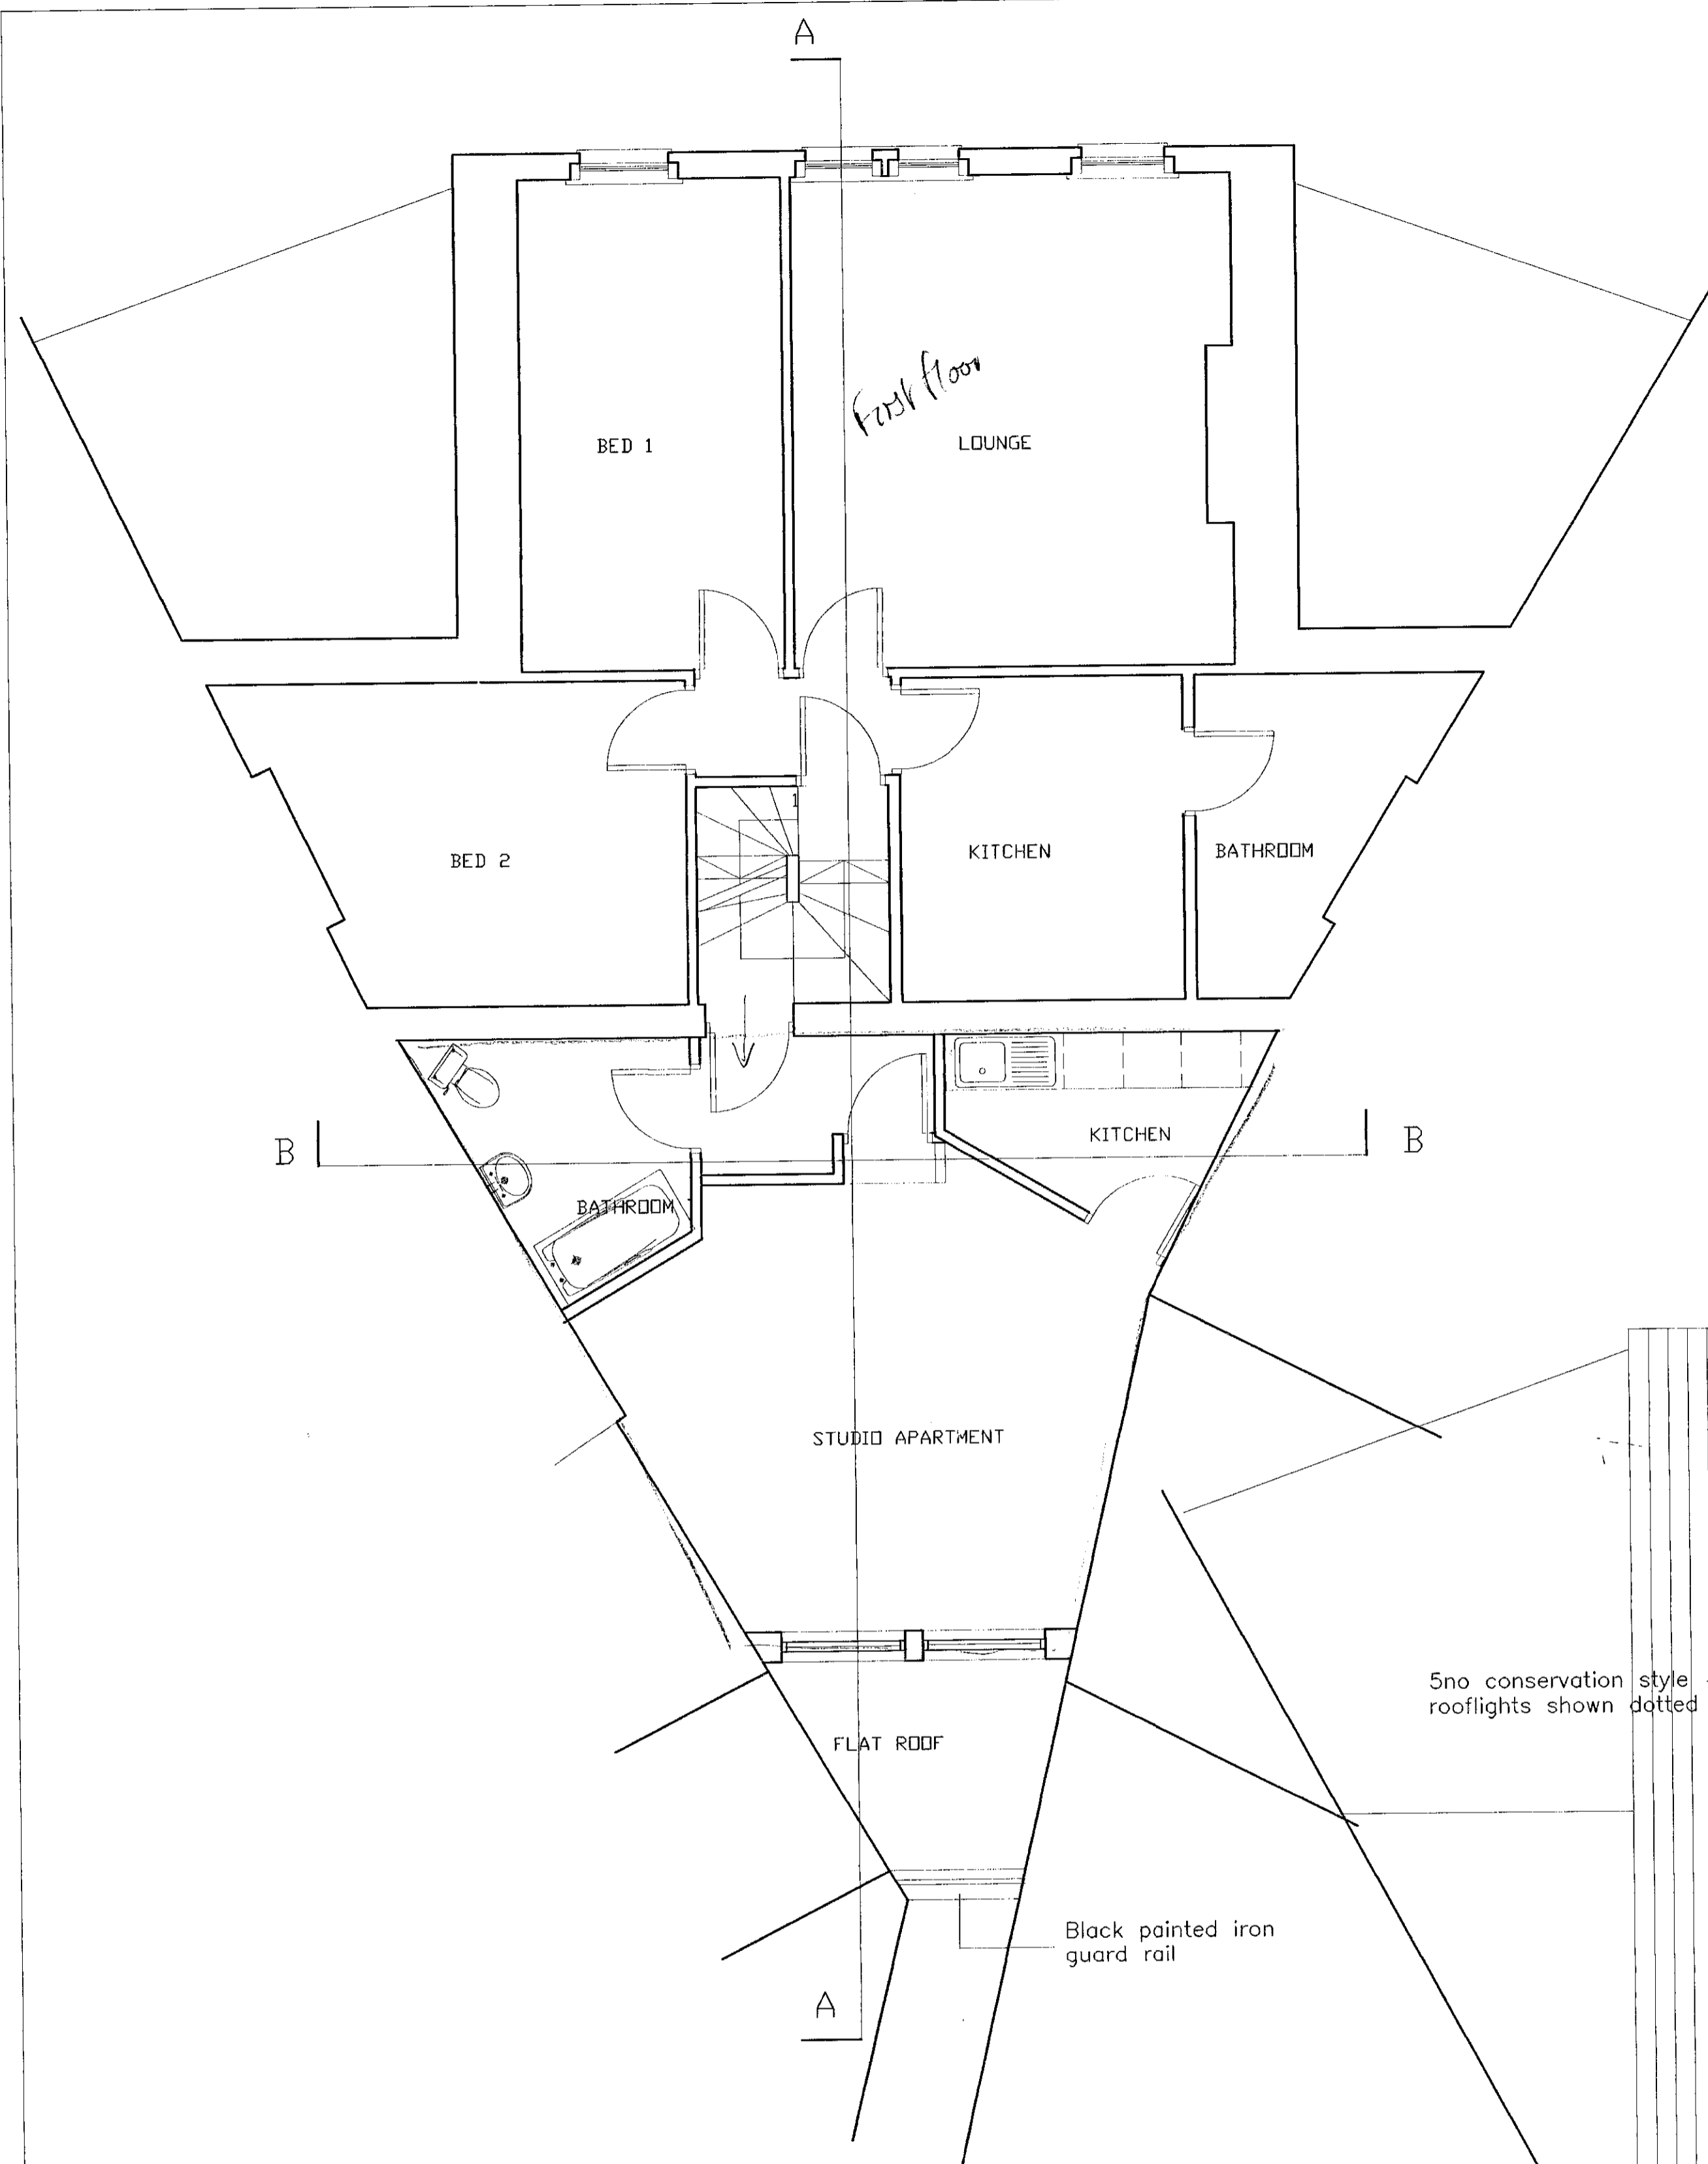 A
First floor
BED 1
LOUNGE
1
BED 2
KITCHEN
BATHROOM
B
KITCHEN
B
BATHROOM
STUDIO APARTMENT
5no conservation style
rooflights shown dotted
FLAT ROOF
Black painted iron
guard rail
A